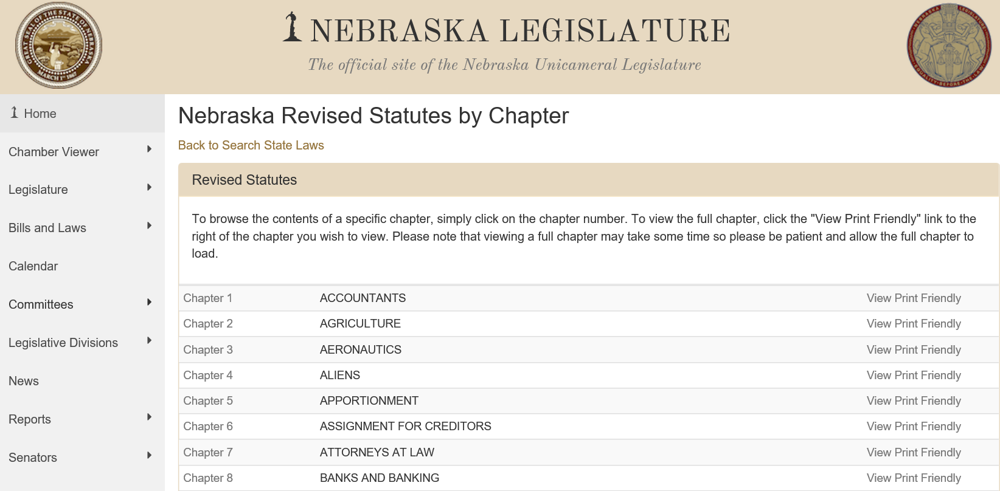 GREAT SEAL OF THE STATE OF NEBRASKA
MARCH 1ST 1867
NEBRASKA LEGISLATURE
The official site of the Nebraska Unicameral Legislature
NEBRASKA LEGISLATURE
EQUALITY BEFORE THE LAW
Home
Chamber Viewer
Legislature
Bills and Laws
Calendar
Committees
Legislative Divisions
News
Reports
Senators
Nebraska Revised Statutes by Chapter
Back to Search State Laws
Revised Statutes
To browse the contents of a specific chapter, simply click on the chapter number. To view the full chapter, click the "View Print Friendly" link to the
right of the chapter you wish to view. Please note that viewing a full chapter may take some time so please be patient and allow the full chapter to
load.
Chapter 1 ACCOUNTANTS View Print Friendly
Chapter 2 AGRICULTURE View Print Friendly
Chapter 3 AERONAUTICS View Print Friendly
Chapter 4 ALIENS View Print Friendly
Chapter 5 APPORTIONMENT View Print Friendly
Chapter 6 ASSIGNMENT FOR CREDITORS View Print Friendly
Chapter 7 ATTORNEYS AT LAW View Print Friendly
Chapter 8 BANKS AND BANKING View Print Friendly